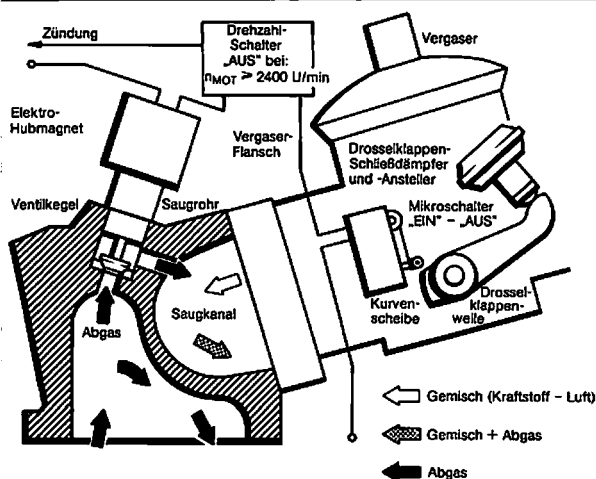 Zündung
Drehzahl-
Schalter
„AUS" bei:
nMOT ≥ 2400 U/min
Vergaser
Elektro-
Hubmagnet
Vergaser-
Flansch
Drosselklappen-
Schließdämpfer
und -Ansteller
Ventilkegel
Saugrohr
Mikroschalter
„EIN" – „AUS"
Abgas
Saugkanal
Kurven-
scheibe
Drossel-
klappen-
welle
Gemisch (Kraftstoff – Luft)
Gemisch + Abgas
Abgas